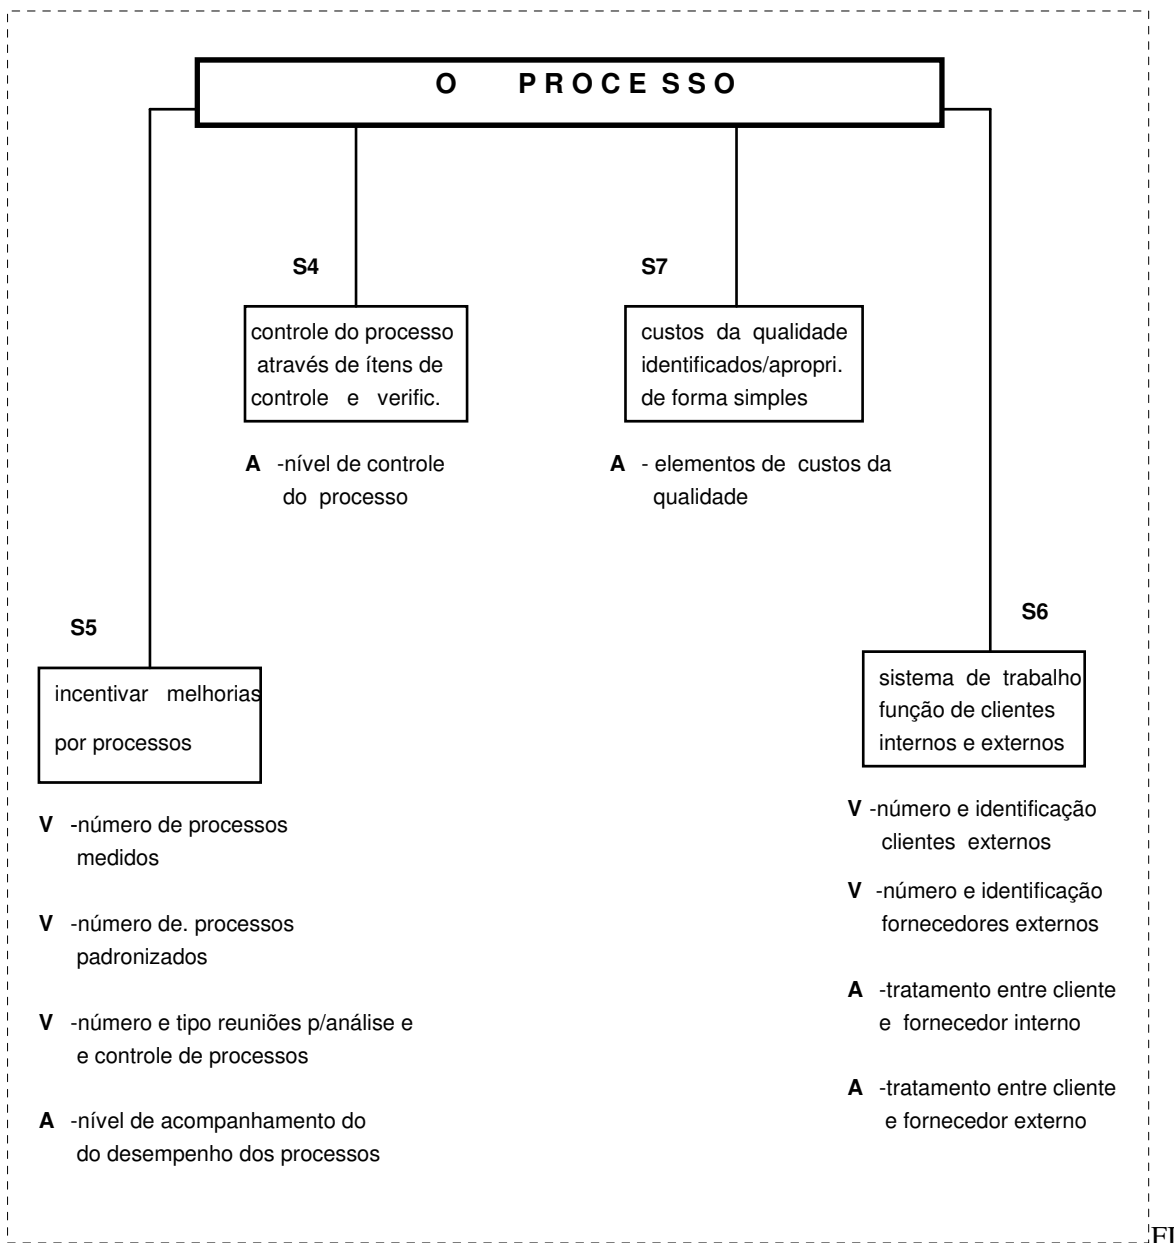 O PROCESSO
S4
controle do processo
através de ítens de
controle e verific.
A -nível de controle
do processo
S7
custos da qualidade
identificados/apropri.
de forma simples
A - elementos de custos da
qualidade
S5
incentivar melhorias
por processos
V -número de processos
medidos
V -número de. processos
padronizados
V -número e tipo reuniões p/análise e
e controle de processos
A -nível de acompanhamento do
do desempenho dos processos
S6
sistema de trabalho
função de clientes
internos e externos
V -número e identificação
clientes externos
V -número e identificação
fornecedores externos
A -tratamento entre cliente
e fornecedor interno
A -tratamento entre cliente
e fornecedor externo